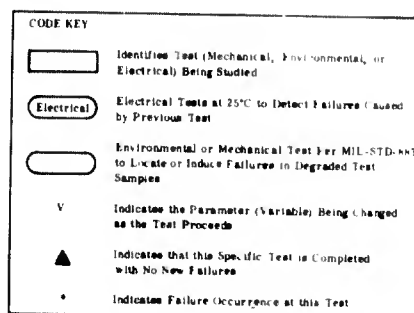 CODE KEY
Identifies Test (Mechanical, Environmental, or
Electrical) Being Studied
Electrical
Electrical Tests at 25°C to Detect Failures Caused
by Previous Test
Environmental or Mechanical Test Per MIL-STD-883
to Locate or Induce Failures in Degraded Test
Samples
V
Indicates the Parameter (Variable) Being Changed
as the Test Proceeds
Indicates that this Specific Test is Completed
with No New Failures
Indicates Failure Occurrence at this Test